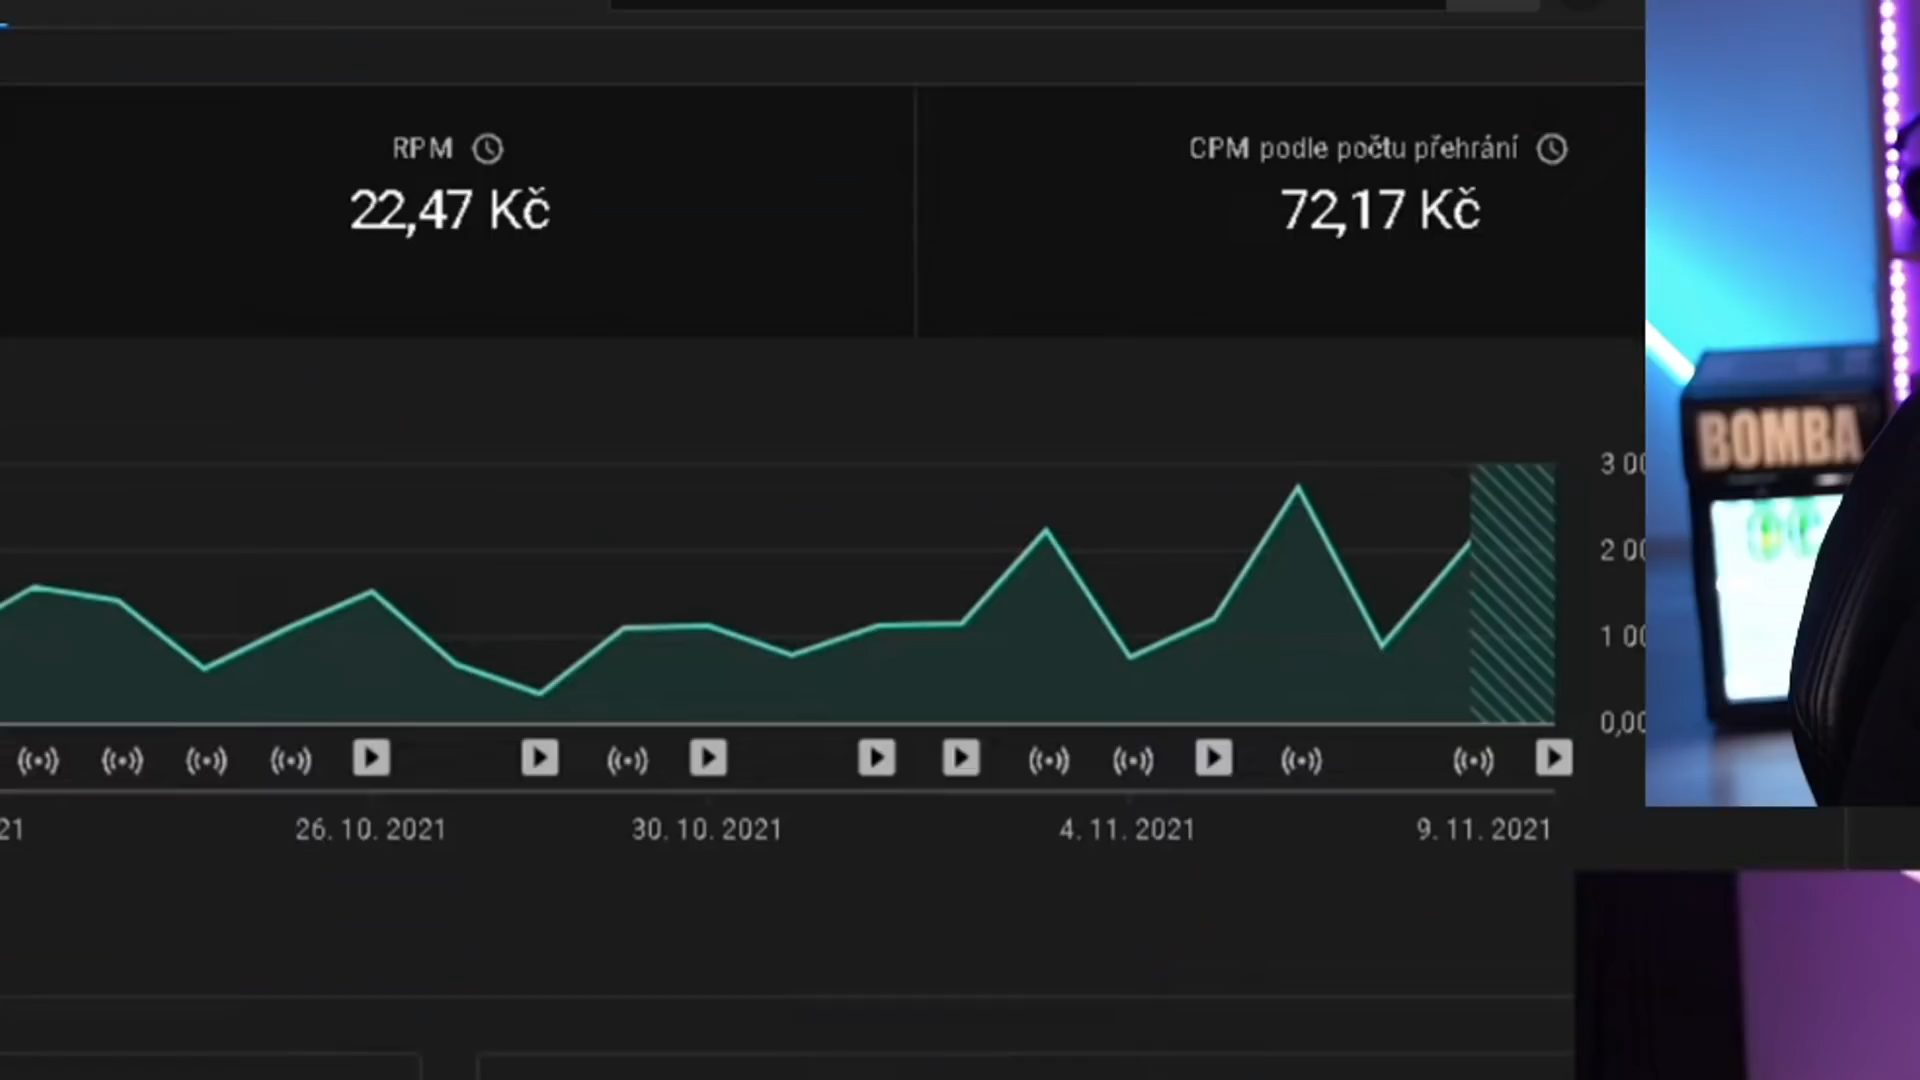 RPM
CPM podle počtu přehrání
22,47 Kč
72,17 Kč
BOMBA
3 00
2 00
1 00
0,00
21
26. 10. 2021
30. 10. 2021
4. 11. 2021
9. 11. 2021